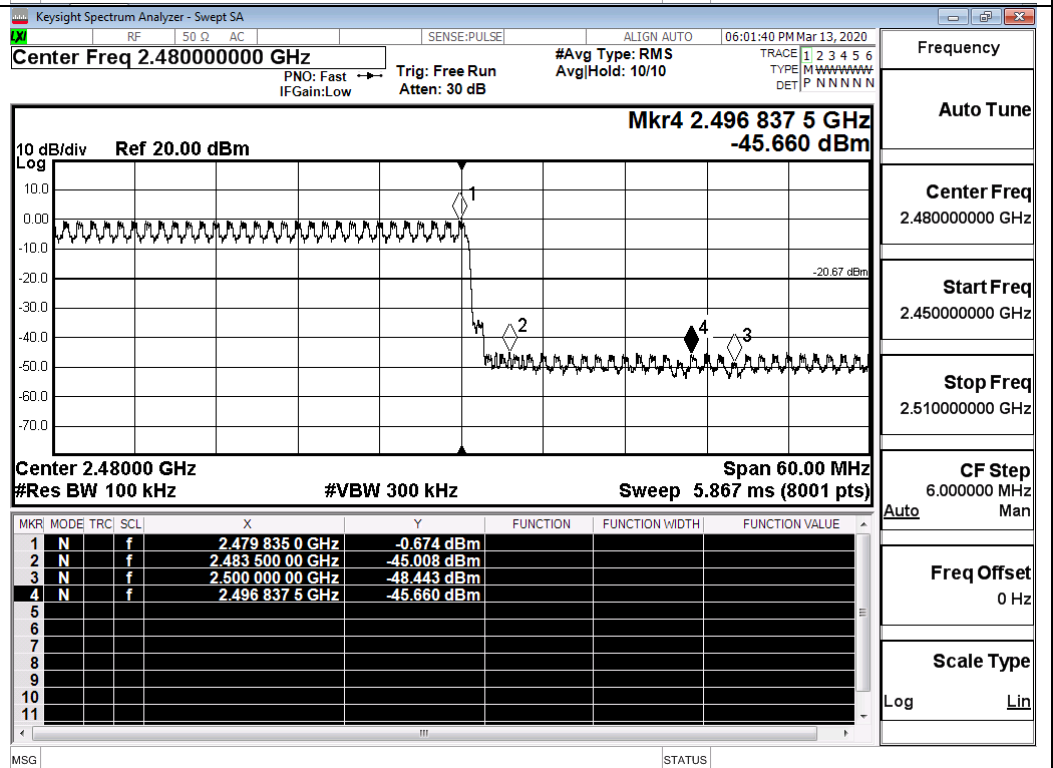 Keysight Spectrum Analyzer - Swept SA
LXI RF 50 Ω AC SENSE:PULSE ALIGN AUTO 06:01:40 PM Mar 13, 2020
Center Freq 2.480000000 GHz
PNO: Fast
IFGain:Low
Trig: Free Run
Atten: 30 dB
#Avg Type: RMS
Avg|Hold: 10/10
TRACE 1 2 3 4 5 6
TYPE M WWWWW
DET P N N N N N
Mkr4 2.496 837 5 GHz
-45.660 dBm
10 dB/div Ref 20.00 dBm
Log
10.0
0.00
-10.0
-20.0
-30.0
-40.0
-50.0
-60.0
-70.0
1
2
4
3
-20.67 dBm
Center 2.48000 GHz Span 60.00 MHz
#Res BW 100 kHz #VBW 300 kHz Sweep 5.867 ms (8001 pts)
MKR MODE TRC SCL X Y FUNCTION FUNCTION WIDTH FUNCTION VALUE
1 N f 2.479 835 0 GHz -0.674 dBm
2 N f 2.483 500 00 GHz -45.008 dBm
3 N f 2.500 000 00 GHz -48.443 dBm
4 N f 2.496 837 5 GHz -45.660 dBm
5
6
7
8
9
10
11
MSG STATUS
Frequency
Auto Tune
Center Freq
2.480000000 GHz
Start Freq
2.450000000 GHz
Stop Freq
2.510000000 GHz
CF Step
6.000000 MHz
Auto Man
Freq Offset
0 Hz
Scale Type
Log Lin